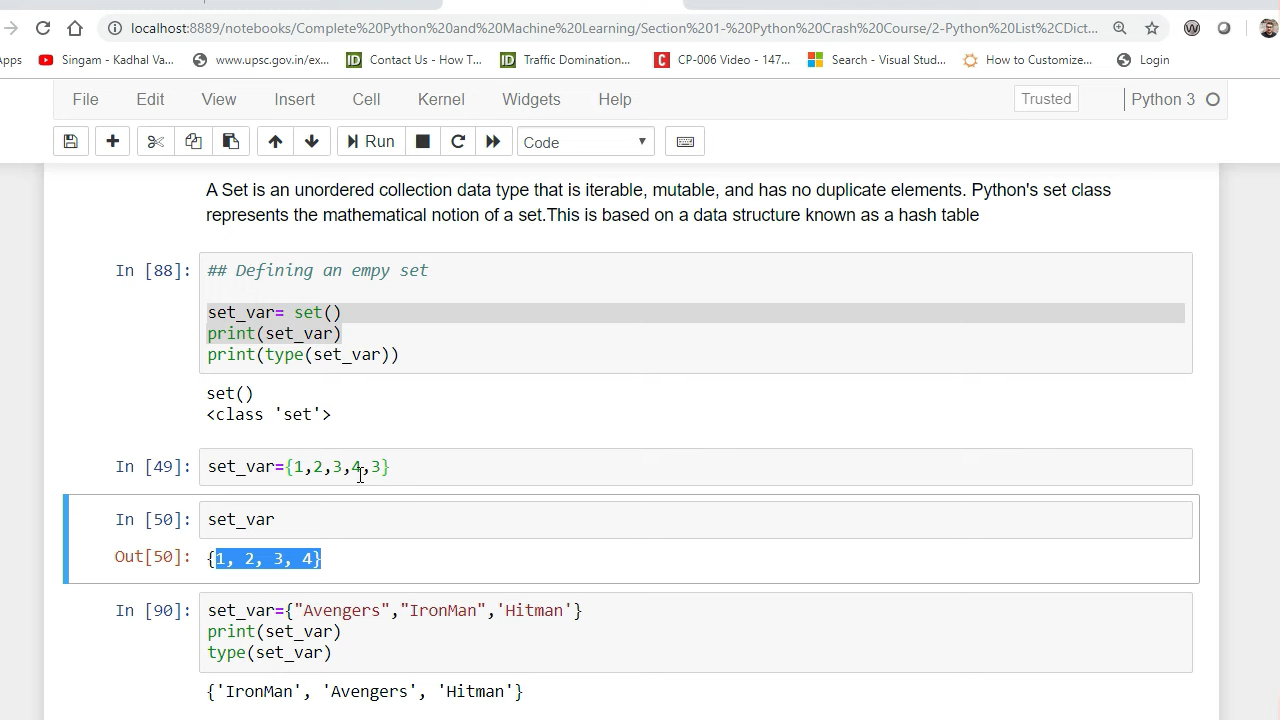 localhost:8889/notebooks/Complete%20Python%20and%20Machine%20Learning/Section%201-%20Python%20Crash%20Course/2-Python%20List%2CDict...
Apps Singam Padhal Va... www.upsc.gov.in/ex... Contact Us - How T... Traffic Domination... CP-006 Video - 147... Search - Visual Stud... How to Customize... Login
File Edit View Insert Cell Kernel Widgets Help Trusted Python 3
Run Code
A Set is an unordered collection data type that is iterable, mutable, and has no duplicate elements. Python's set class
represents the mathematical notion of a set.This is based on a data structure known as a hash table
In [88]: ## Defining an empy set
set_var= set()
print(set_var)
print(type(set_var))
set()
<class 'set'>
In [49]: set_var={1,2,3,4,3}
In [50]: set_var
Out[50]: {1, 2, 3, 4}
In [90]: set_var={"Avengers","IronMan",'Hitman'}
print(set_var)
type(set_var)
{'IronMan', 'Avengers', 'Hitman'}